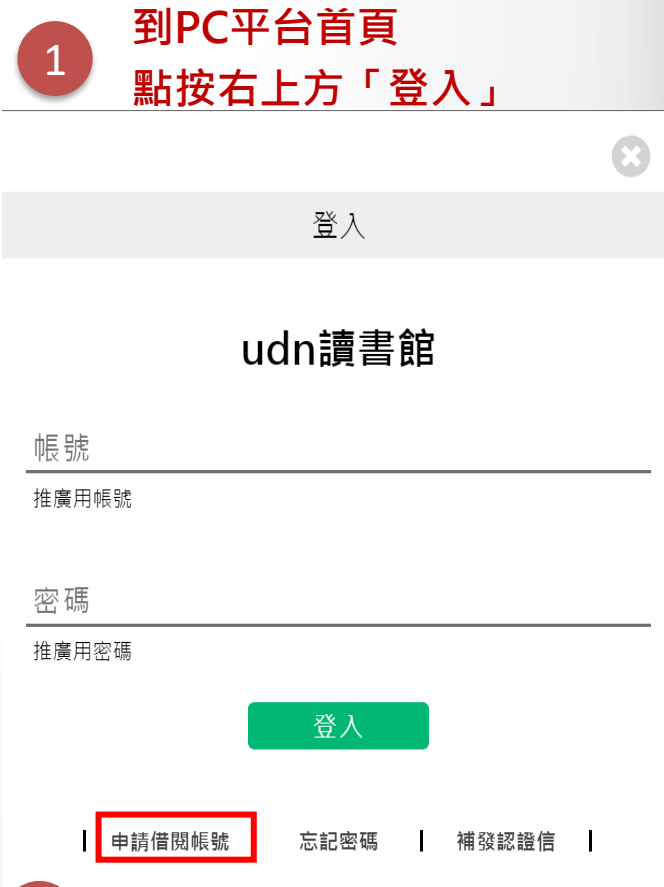 1
到PC平台首頁
點按右上方「登入」
登入
udn讀書館
帳號
推廣用帳號
密碼
推廣用密碼
登入
申請借閱帳號 忘記密碼 補發認證信